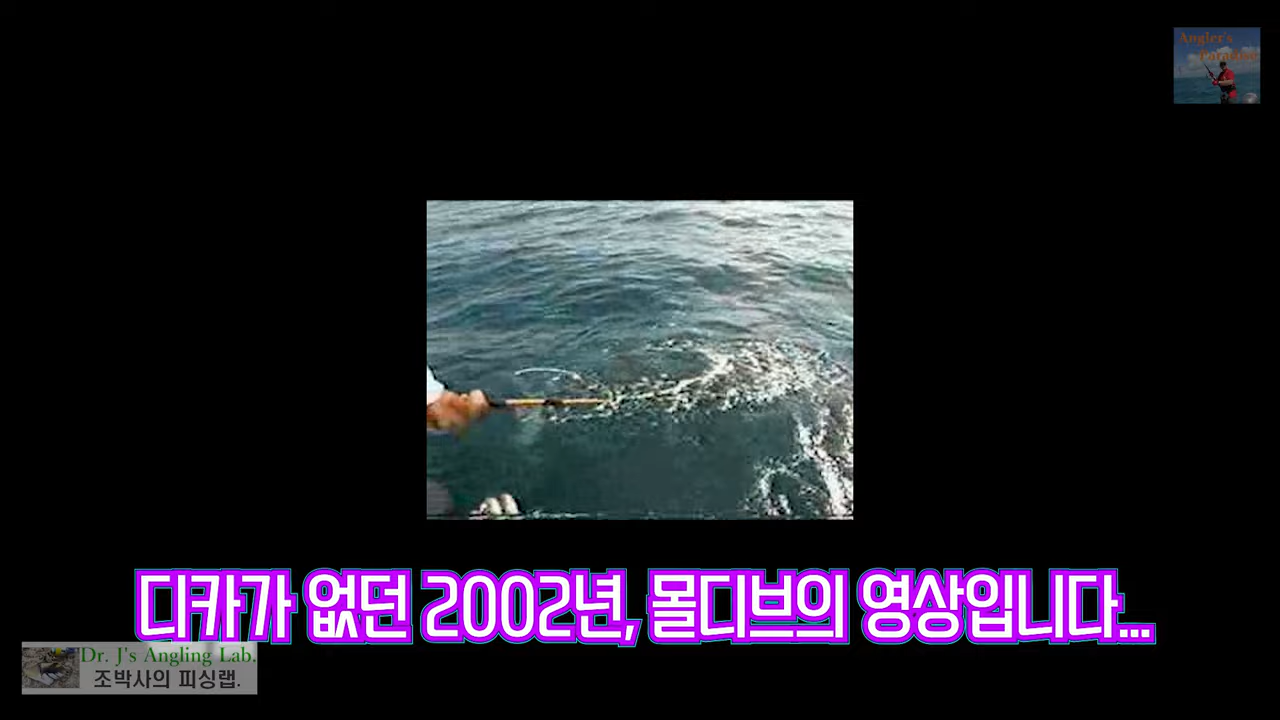 Angler's
Paradise
디카가 없던 2002년, 몰디브의 영상입니다...
Dr. J's Angling Lab.
조박사의 피싱랩.